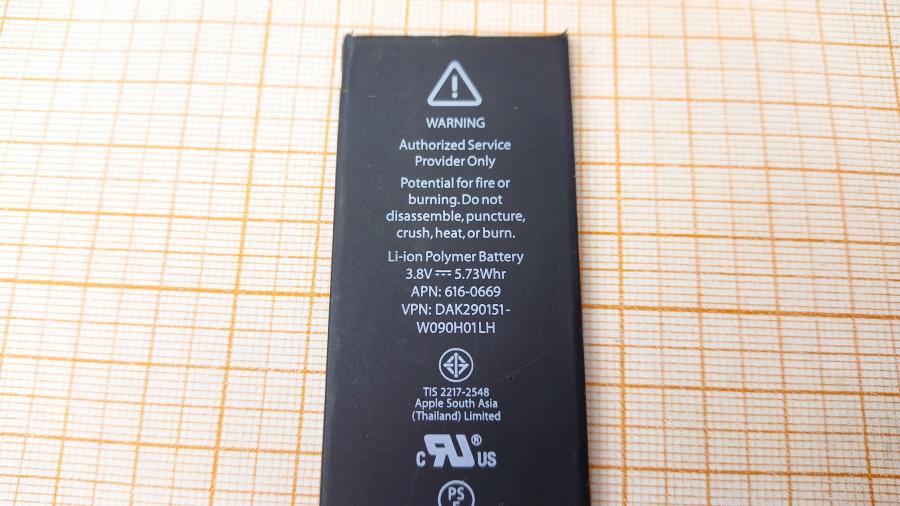 WARNING
Authorized Service
Provider Only
Potential for fire or
burning. Do not
disassemble, puncture,
crush, heat, or burn.
Li-ion Polymer Battery
3.8V ⎓ 5.73Whr
APN: 616-0669
VPN: DAK290151-
W090H01LH
TIS 2217-2548
Apple South Asia
(Thailand) Limited
c RU® US
PS
E